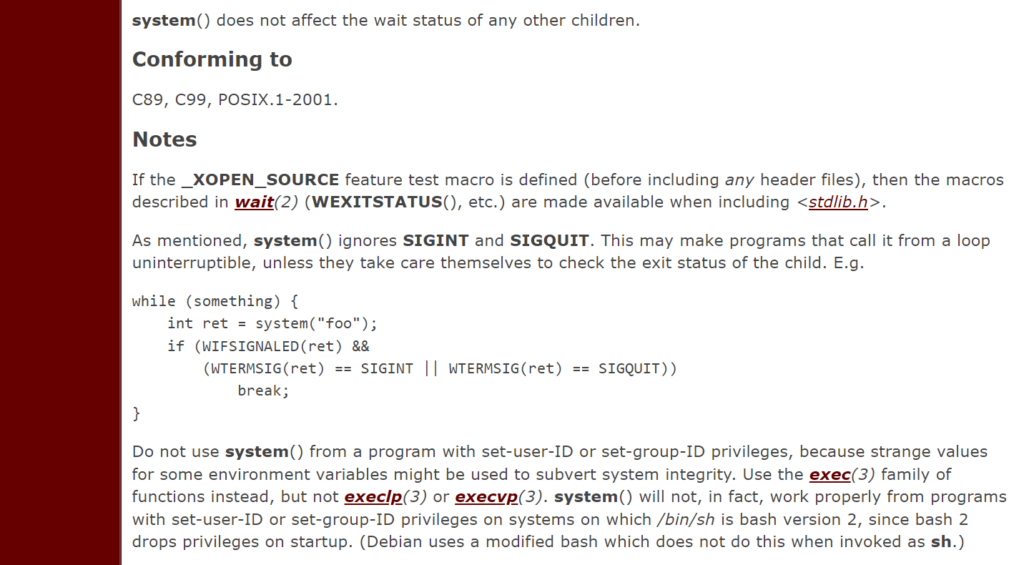 system() does not affect the wait status of any other children.
Conforming to
C89, C99, POSIX.1-2001.
Notes
If the _XOPEN_SOURCE feature test macro is defined (before including any header files), then the macros
described in wait(2) (WEXITSTATUS(), etc.) are made available when including <stdlib.h>.
As mentioned, system() ignores SIGINT and SIGQUIT. This may make programs that call it from a loop
uninterruptible, unless they take care themselves to check the exit status of the child. E.g.
while (something) {
    int ret = system("foo");
    if (WIFSIGNALED(ret) &&
        (WTERMSIG(ret) == SIGINT || WTERMSIG(ret) == SIGQUIT))
            break;
}
Do not use system() from a program with set-user-ID or set-group-ID privileges, because strange values
for some environment variables might be used to subvert system integrity. Use the exec(3) family of
functions instead, but not execlp(3) or execvp(3). system() will not, in fact, work properly from programs
with set-user-ID or set-group-ID privileges on systems on which /bin/sh is bash version 2, since bash 2
drops privileges on startup. (Debian uses a modified bash which does not do this when invoked as sh.)